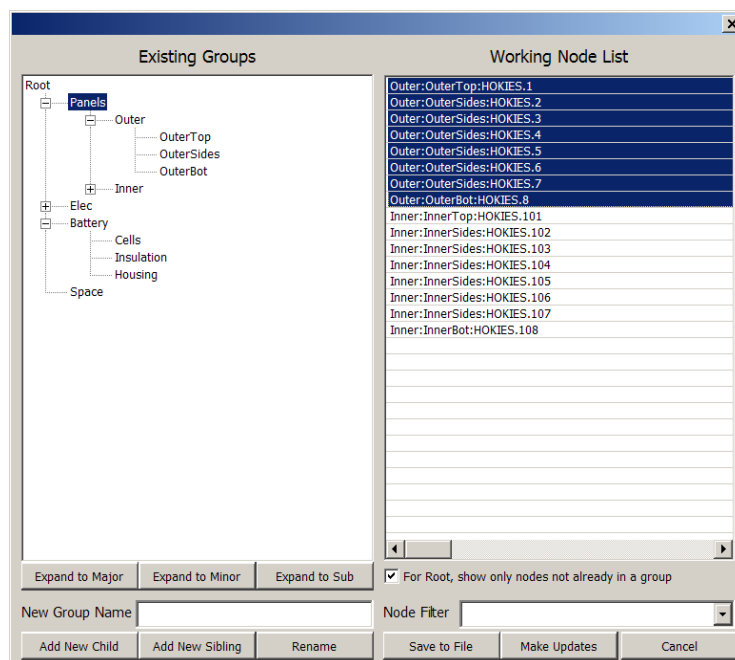 Existing Groups
Root
Panels
Outer
OuterTop
OuterSides
OuterBot
Inner
Elec
Battery
Cells
Insulation
Housing
Space
Expand to Major
Expand to Minor
Expand to Sub
New Group Name
Add New Child
Add New Sibling
Rename
Working Node List
Outer:OuterTop:HOKIES.1
Outer:OuterSides:HOKIES.2
Outer:OuterSides:HOKIES.3
Outer:OuterSides:HOKIES.4
Outer:OuterSides:HOKIES.5
Outer:OuterSides:HOKIES.6
Outer:OuterSides:HOKIES.7
Outer:OuterBot:HOKIES.8
Inner:InnerTop:HOKIES.101
Inner:InnerSides:HOKIES.102
Inner:InnerSides:HOKIES.103
Inner:InnerSides:HOKIES.104
Inner:InnerSides:HOKIES.105
Inner:InnerSides:HOKIES.106
Inner:InnerSides:HOKIES.107
Inner:InnerBot:HOKIES.108
For Root, show only nodes not already in a group
Node Filter
Save to File
Make Updates
Cancel